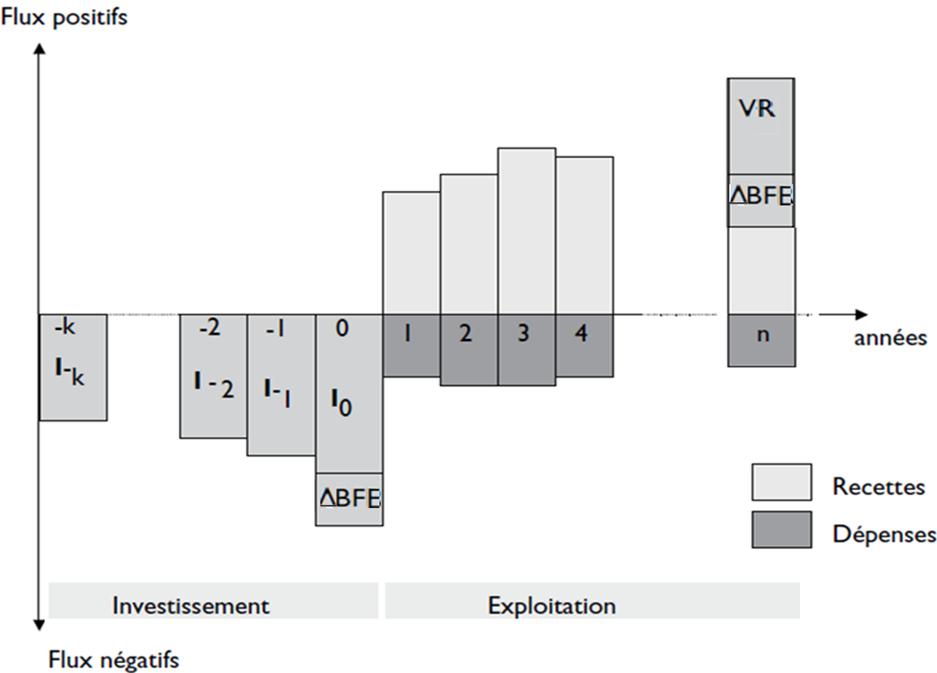 Flux positifs
VR
ΔBFE
-k
-2
-1
0
1
2
3
4
n
années
I-k
I-2
I-1
I0
ΔBFE
Recettes
Dépenses
Investissement
Exploitation
Flux négatifs